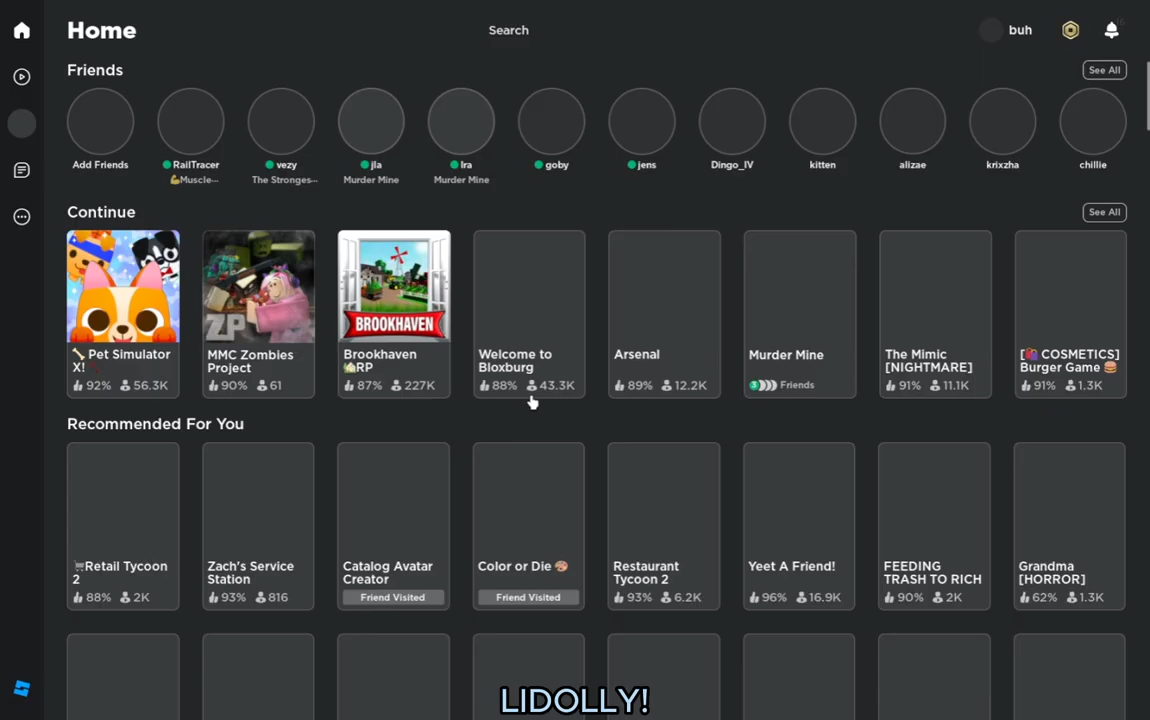 Home
Search
buh
Friends
See All
Add Friends
RailTracer
vezy
jla
Ira
goby
jens
Dingo_IV
kitten
alizae
krixzha
chillie
💪Muscle--
The Stronges--
Murder Mine
Murder Mine
Continue
See All
BROOKHAVEN
ZP
🦴 Pet Simulator
X!
92% 56.3K
MMC Zombies
Project
90% 61
Brookhaven
🏡RP
87% 227K
Welcome to
Bloxburg
88% 43.3K
Arsenal
89% 12.2K
Murder Mine
3 Friends
The Mimic
[NIGHTMARE]
91% 11.1K
[🛍️ COSMETICS]
Burger Game 🍔
91% 1.3K
Recommended For You
🛒Retail Tycoon
2
88% 2K
Zach's Service
Station
93% 816
Catalog Avatar
Creator
Friend Visited
Color or Die 🎨
Friend Visited
Restaurant
Tycoon 2
93% 6.2K
Yeet A Friend!
96% 16.9K
FEEDING
TRASH TO RICH
90% 2K
Grandma
[HORROR]
62% 1.3K
LIDOLLY!